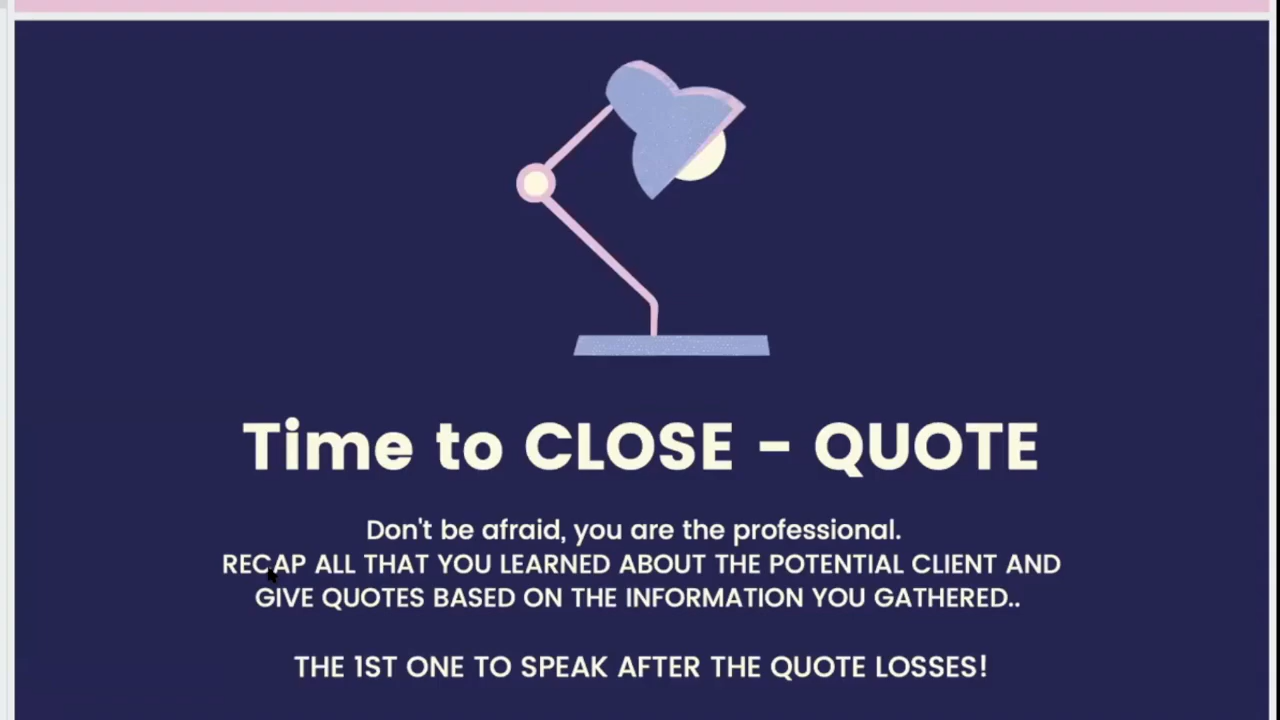 Time to CLOSE - QUOTE
Don't be afraid, you are the professional.
RECAP ALL THAT YOU LEARNED ABOUT THE POTENTIAL CLIENT AND
GIVE QUOTES BASED ON THE INFORMATION YOU GATHERED..
THE 1ST ONE TO SPEAK AFTER THE QUOTE LOSSES!